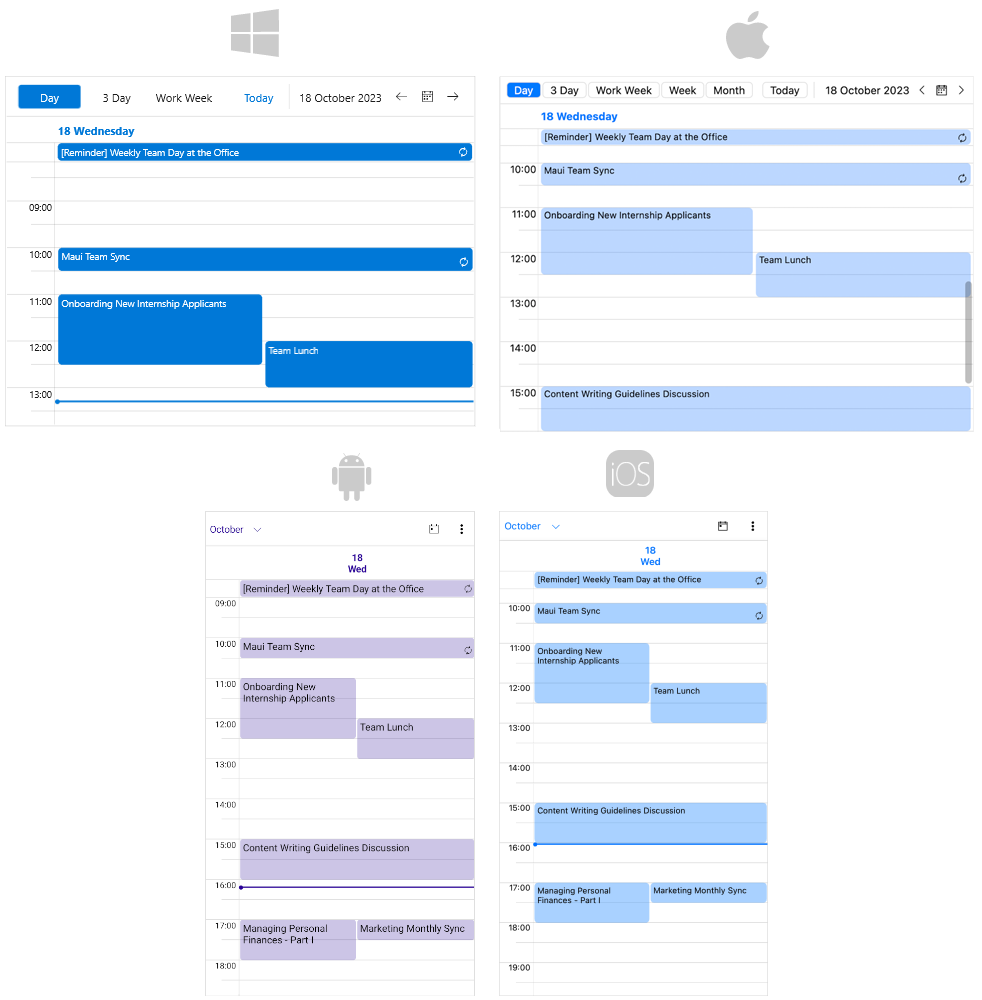 Day 3 Day Work Week Today 18 October 2023
18 Wednesday
[Reminder] Weekly Team Day at the Office
09:00
10:00 Maui Team Sync
11:00 Onboarding New Internship Applicants
12:00 Team Lunch
13:00
Day 3 Day Work Week Week Month Today 18 October 2023
18 Wednesday
[Reminder] Weekly Team Day at the Office
10:00 Maui Team Sync
11:00 Onboarding New Internship Applicants
12:00 Team Lunch
13:00
14:00
15:00 Content Writing Guidelines Discussion
October
18
Wed
[Reminder] Weekly Team Day at the Office
09:00
10:00 Maui Team Sync
11:00 Onboarding New
Internship Applicants
12:00 Team Lunch
13:00
14:00
15:00 Content Writing Guidelines Discussion
16:00
17:00 Managing Personal Marketing Monthly Sync
Finances - Part I
18:00
iOS
October
18
Wed
[Reminder] Weekly Team Day at the Office
10:00 Maui Team Sync
11:00 Onboarding New
Internship Applicants
12:00 Team Lunch
13:00
14:00
15:00 Content Writing Guidelines Discussion
16:00
17:00 Managing Personal Marketing Monthly Sync
Finances - Part I
18:00
19:00